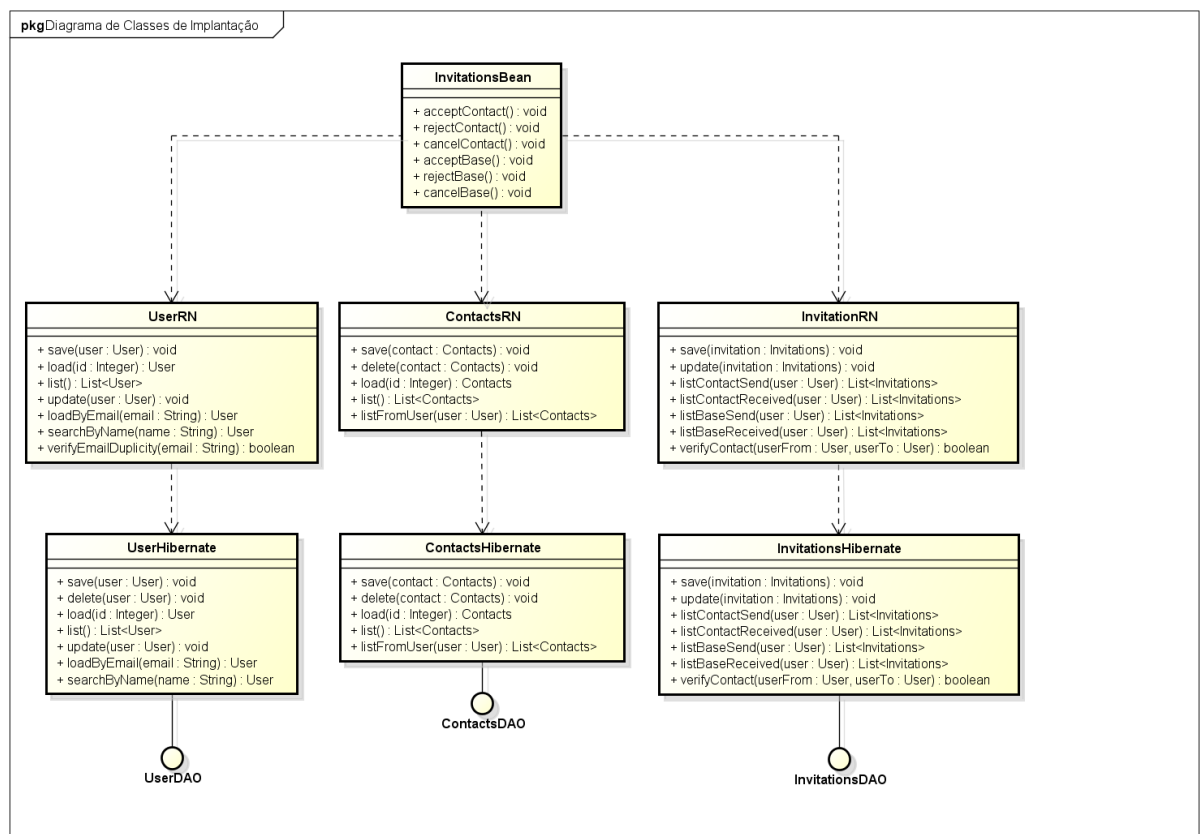 pkg Diagrama de Classes de Implantação
InvitationsBean
+ acceptContact() : void
+ rejectContact() : void
+ cancelContact() : void
+ acceptBase() : void
+ rejectBase() : void
+ cancelBase() : void
UserRN
+ save(user : User) : void
+ load(id : Integer) : User
+ list() : List<User>
+ update(user : User) : void
+ loadByEmail(email : String) : User
+ searchByName(name : String) : User
+ verifyEmailDuplicity(email : String) : boolean
ContactsRN
+ save(contact : Contacts) : void
+ delete(contact : Contacts) : void
+ load(id : Integer) : Contacts
+ list() : List<Contacts>
+ listFromUser(user : User) : List<Contacts>
InvitationRN
+ save(invitation : Invitations) : void
+ update(invitation : Invitations) : void
+ listContactSend(user : User) : List<Invitations>
+ listContactReceived(user : User) : List<Invitations>
+ listBaseSend(user : User) : List<Invitations>
+ listBaseReceived(user : User) : List<Invitations>
+ verifyContact(userFrom : User, userTo : User) : boolean
UserHibernate
+ save(user : User) : void
+ delete(user : User) : void
+ load(id : Integer) : User
+ list() : List<User>
+ update(user : User) : void
+ loadByEmail(email : String) : User
+ searchByName(name : String) : User
ContactsHibernate
+ save(contact : Contacts) : void
+ delete(contact : Contacts) : void
+ load(id : Integer) : Contacts
+ list() : List<Contacts>
+ listFromUser(user : User) : List<Contacts>
InvitationsHibernate
+ save(invitation : Invitations) : void
+ update(invitation : Invitations) : void
+ listContactSend(user : User) : List<Invitations>
+ listContactReceived(user : User) : List<Invitations>
+ listBaseSend(user : User) : List<Invitations>
+ listBaseReceived(user : User) : List<Invitations>
+ verifyContact(userFrom : User, userTo : User) : boolean
UserDAO
ContactsDAO
InvitationsDAO